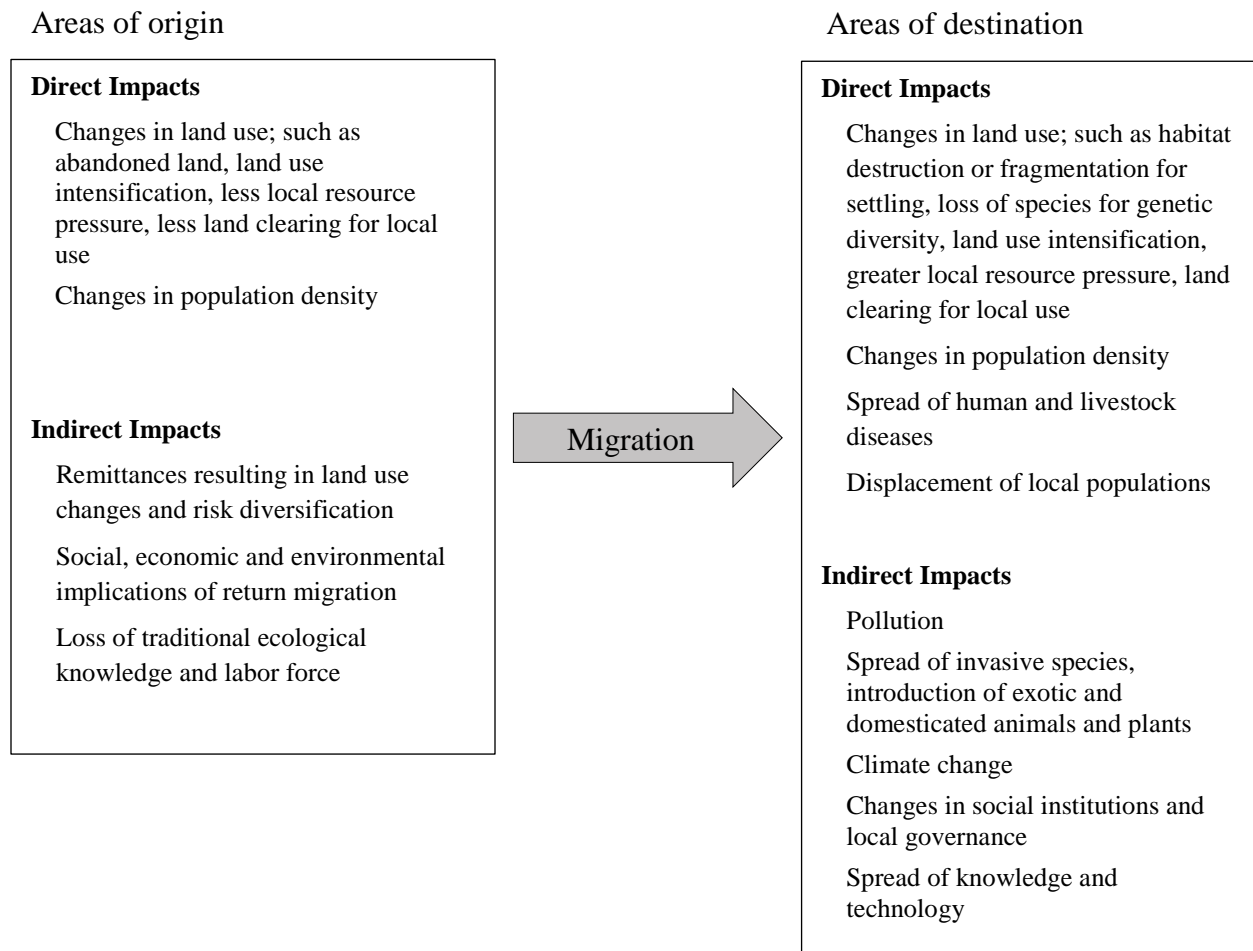 Areas of origin
Direct Impacts
Changes in land use; such as
abandoned land, land use
intensification, less local resource
pressure, less land clearing for local
use
Changes in population density
Indirect Impacts
Remittances resulting in land use
changes and risk diversification
Social, economic and environmental
implications of return migration
Loss of traditional ecological
knowledge and labor force
Migration
Areas of destination
Direct Impacts
Changes in land use; such as habitat
destruction or fragmentation for
settling, loss of species for genetic
diversity, land use intensification,
greater local resource pressure, land
clearing for local use
Changes in population density
Spread of human and livestock
diseases
Displacement of local populations
Indirect Impacts
Pollution
Spread of invasive species,
introduction of exotic and
domesticated animals and plants
Climate change
Changes in social institutions and
local governance
Spread of knowledge and
technology